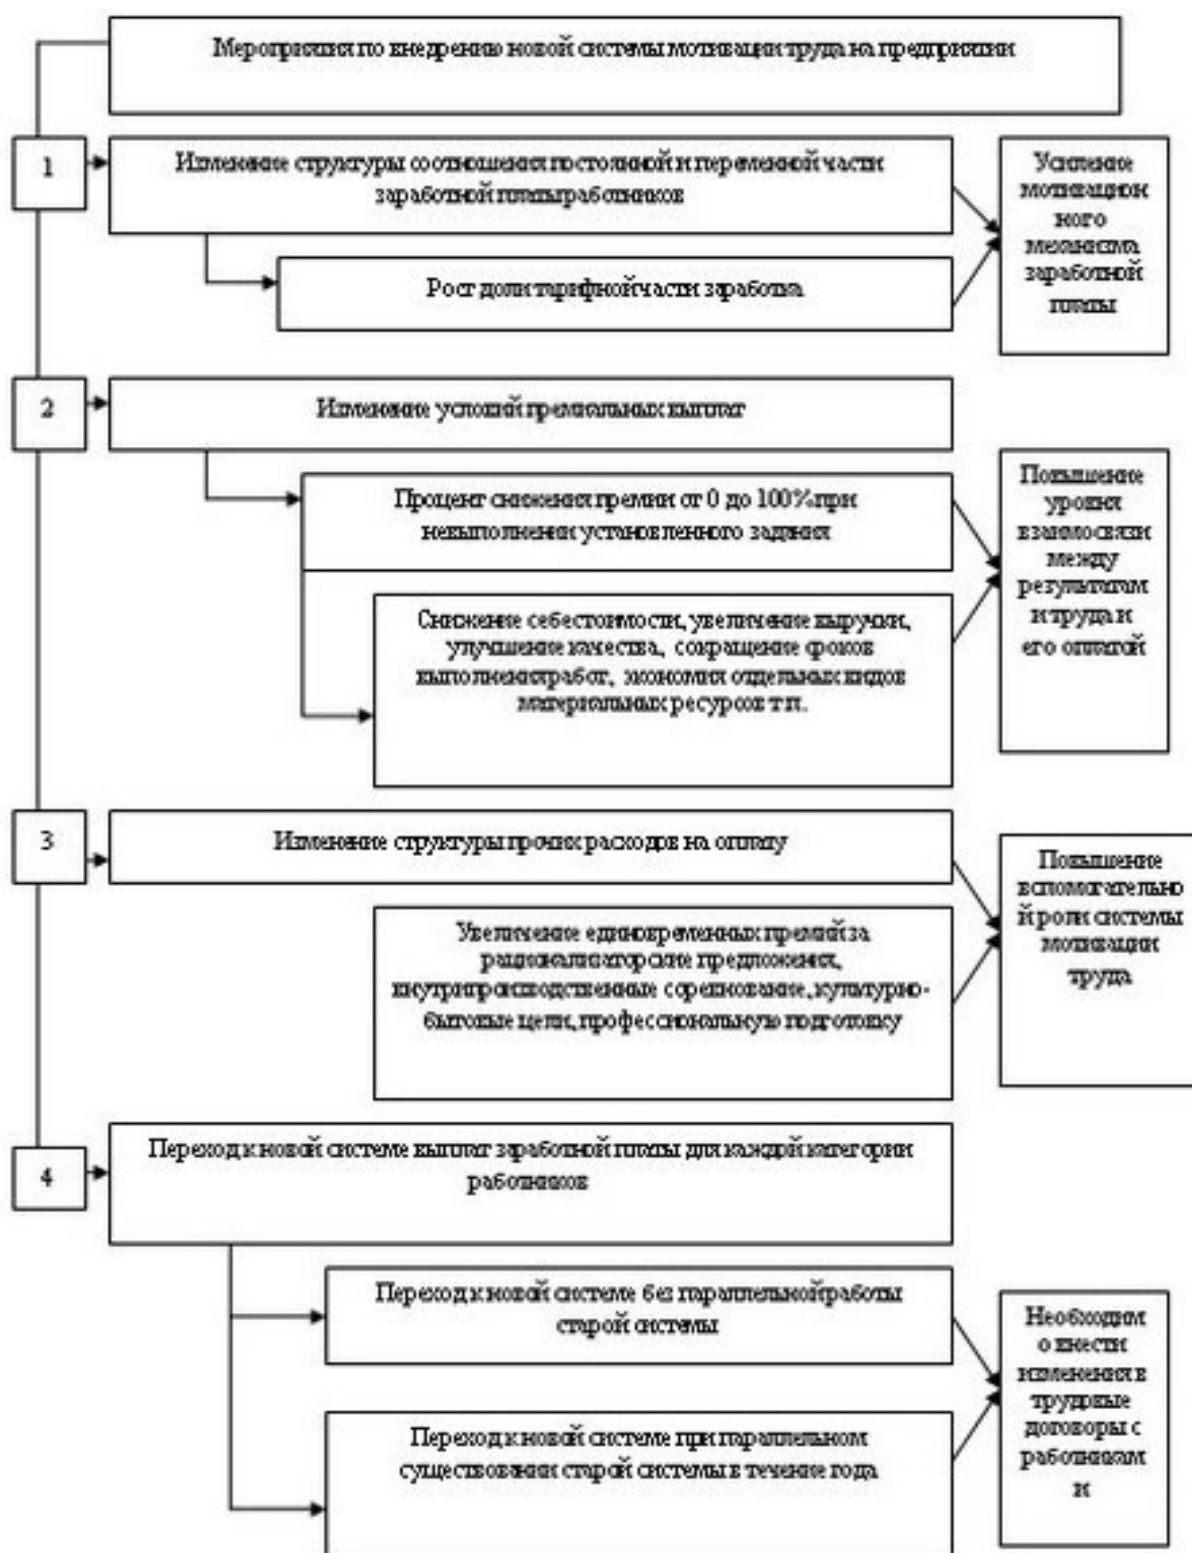 Мероприятия по внедрению новой системы мотивации труда на предприятии
1
Изменение структуры соотношения постоянной и переменной части
заработной платы работников
Усиление
мотивацион
ного
механизма
заработной
платы
Рост доли тарифной части заработка
2
Изменение условий премиальных выплат
Процент снижения премии от 0 до 100% при
невыполнении установленного задания
Повышение
уровня
взаимосвязи
между
результатам
и труда и
его оплатой
Снижение себестоимости, увеличение выручки,
улучшение качества, сокращение сроков
выполнения работ, экономия отдельных видов
материальных ресурсов т.п.
3
Изменение структуры прочих расходов на оплату
Повышение
вспомогательно
й роли системы
мотивации
труда
Увеличение единовременных премий за
рационализаторские предложения,
внутрипроизводственные соревнование, культурно-
бытовые цели, профессиональную подготовку
4
Переход к новой системе выплат заработной платы для каждой категории
работников
Переход к новой системе без параллельной работы
старой системы
Необходим
о внести
изменения в
трудовые
договоры с
работникам
и
Переход к новой системе при параллельном
существовании старой системы в течение года